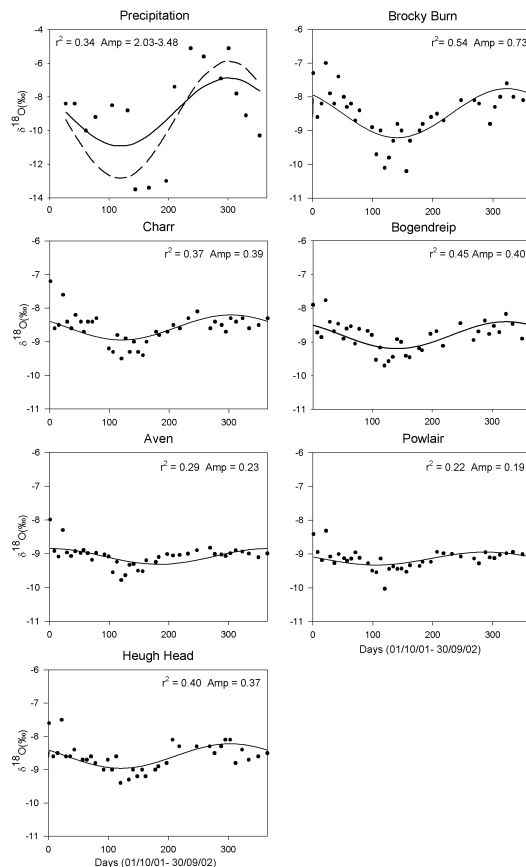 Precipitation
r² = 0.34 Amp = 2.03-3.48
-4
-6
-8
-10
-12
-14
δ¹⁸O(‰)
0 100 200 300
Brocky Burn
r²= 0.54 Amp = 0.73
-6
-7
-8
-9
-10
-11
0 100 200 300
Charr
r² = 0.37 Amp = 0.39
-6
-7
-8
-9
-10
-11
δ¹⁸O(‰)
0 100 200 300
Bogendreip
r² = 0.45 Amp = 0.40
-6
-7
-8
-9
-10
-11
0 100 200 300
Aven
r² = 0.29 Amp = 0.23
-6
-7
-8
-9
-10
-11
δ¹⁸O(‰)
0 100 200 300
Powlair
r² = 0.22 Amp = 0.19
-6
-7
-8
-9
-10
-11
0 100 200 300
Days (01/10/01- 30/09/02)
Heugh Head
r² = 0.40 Amp = 0.37
-6
-7
-8
-9
-10
-11
δ¹⁸O(‰)
0 100 200 300
Days (01/10/01- 30/09/02)